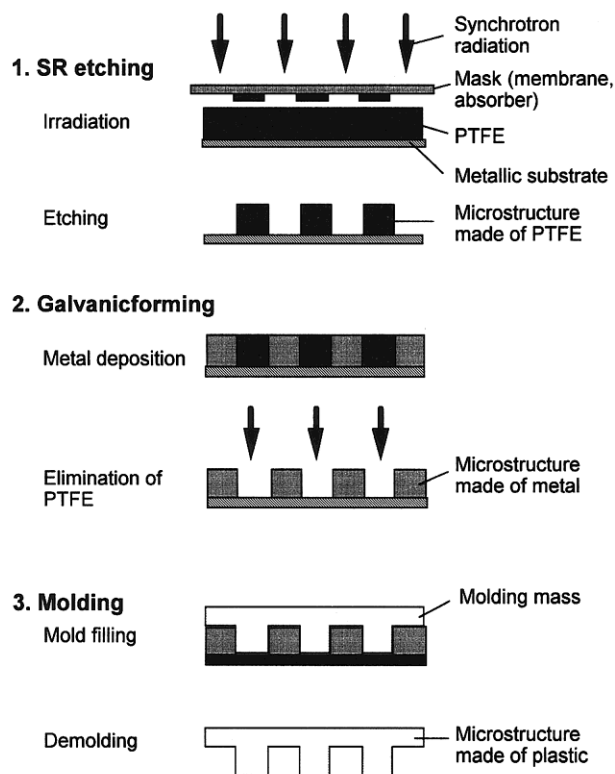 Synchrotron
radiation
1. SR etching
Mask (membrane,
absorber)
Irradiation
PTFE
Metallic substrate
Etching
Microstructure
made of PTFE
2. Galvanicforming
Metal deposition
Elimination of
PTFE
Microstructure
made of metal
3. Molding
Molding mass
Mold filling
Demolding
Microstructure
made of plastic